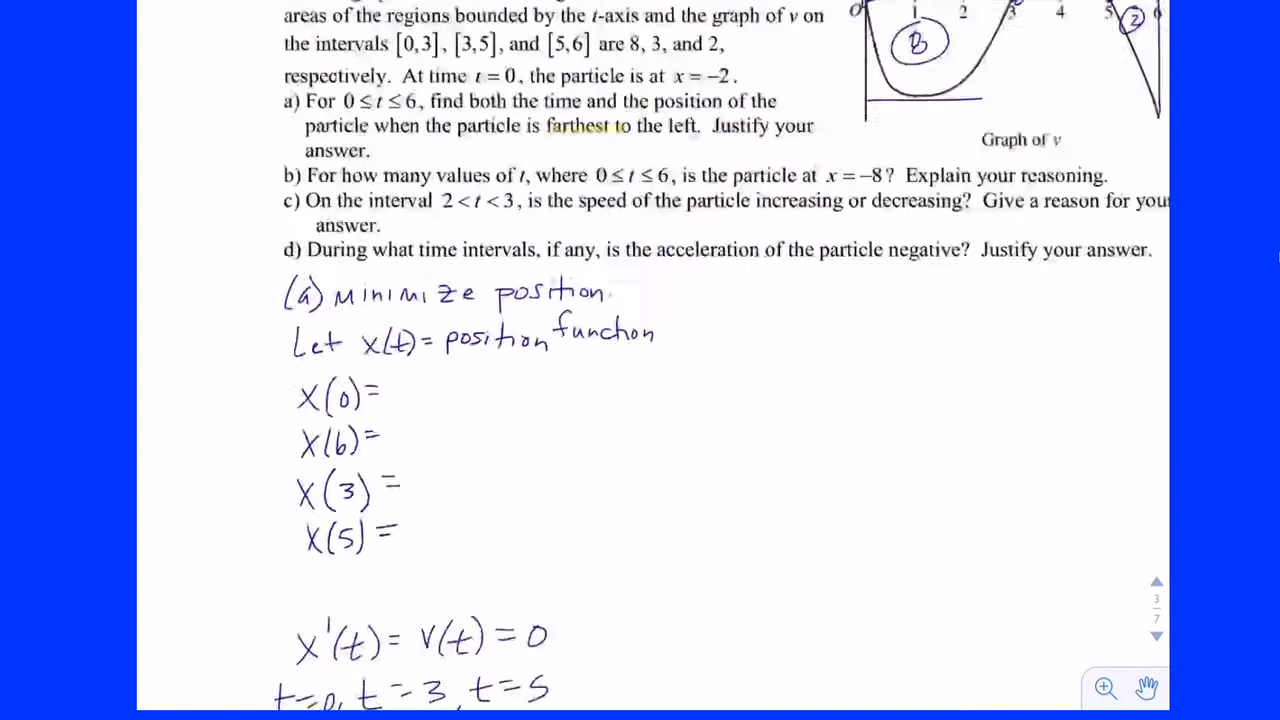 areas of the regions bounded by the t-axis and the graph of v on
the intervals [0,3], [3,5], and [5,6] are 8, 3, and 2,
respectively. At time t = 0, the particle is at x = −2.
a) For 0 ≤ t ≤ 6, find both the time and the position of the
particle when the particle is farthest to the left. Justify your
answer.
b) For how many values of t, where 0 ≤ t ≤ 6, is the particle at x = −8? Explain your reasoning.
c) On the interval 2 < t < 3, is the speed of the particle increasing or decreasing? Give a reason for you
answer.
d) During what time intervals, if any, is the acceleration of the particle negative? Justify your answer.
0 1 2 3 4 5 6
8
2
Graph of v
(a) minimize position.
Let x(t) = position function
x(0) =
x(6) =
x(3) =
x(5) =
x'(t) = v(t) = 0
t=0, t=3, t=5
3
7